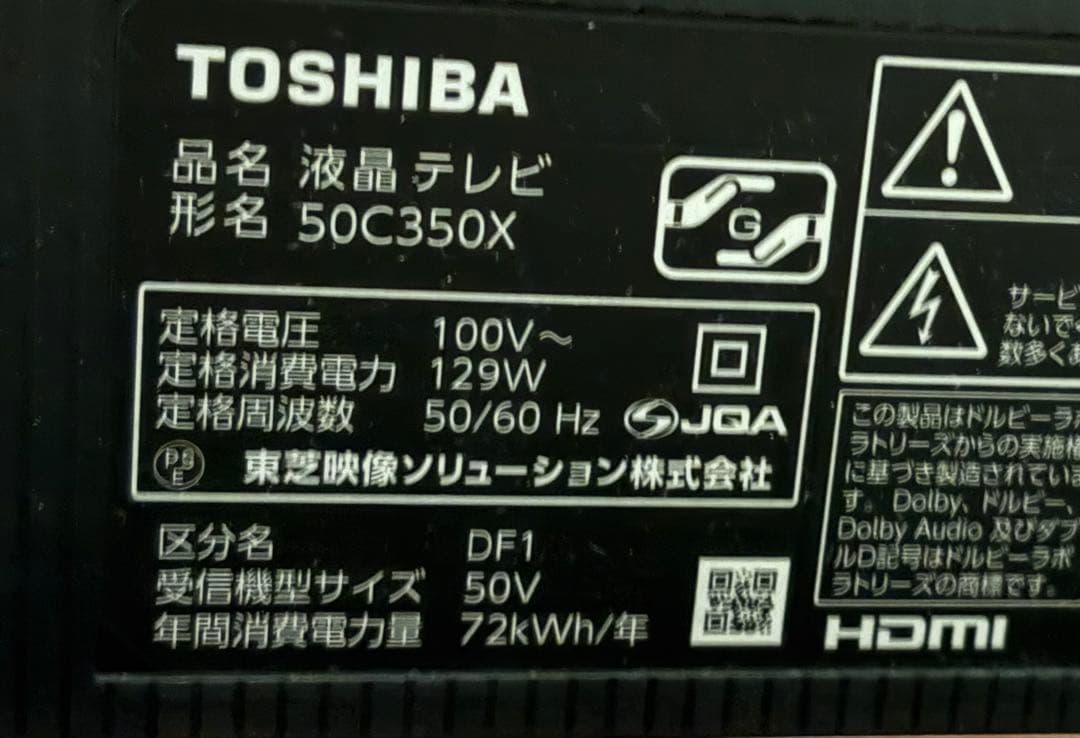 TOSHIBA
品名 液晶テレビ
形名 50C350X
G
定格電圧 100V～
定格消費電力 129W
定格周波数 50/60 Hz
JQA
PS
E
東芝映像ソリューション株式会社
区分名 DF1
受信機型サイズ 50V
年間消費電力量 72kWh/年
サービ
ないで
数多くあ
この製品はドルビーラボ
ラトリーズからの実施権
に基づき製造されていま
す。Dolby、ドルビー、
Dolby Audio 及びダブ
ルD記号はドルビーラボ
ラトリーズの商標です。
HDMI